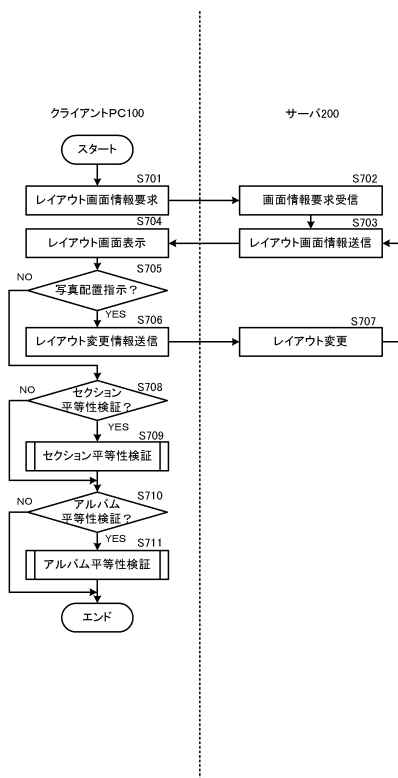 クライアントPC100
サーバ200
スタート
S701
レイアウト画面情報要求
S702
画面情報要求受信
S704
レイアウト画面表示
S703
レイアウト画面情報送信
S705
NO
写真配置指示？
YES
S706
レイアウト変更情報送信
S707
レイアウト変更
S708
NO
セクション
平等性検証？
YES
S709
セクション平等性検証
S710
NO
アルバム
平等性検証？
YES
S711
アルバム平等性検証
エンド